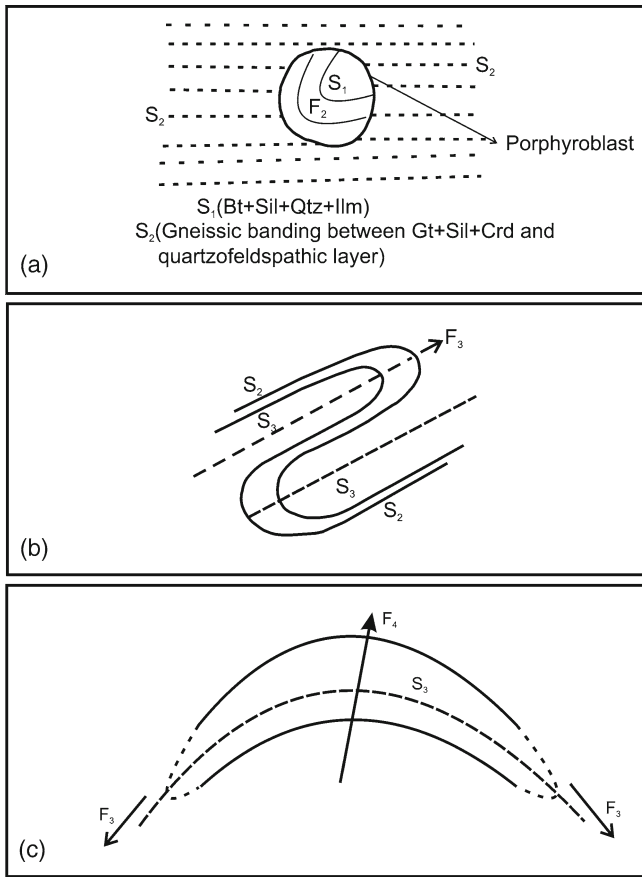 S₁
F₂
S₂
S₂
Porphyroblast
S₁(Bt+Sil+Qtz+Ilm)
S₂(Gneissic banding between Gt+Sil+Crd and
quartzofeldspathic layer)
(a)
F₃
S₂
S₃
S₃
S₂
(b)
F₄
S₃
F₃
F₃
(c)